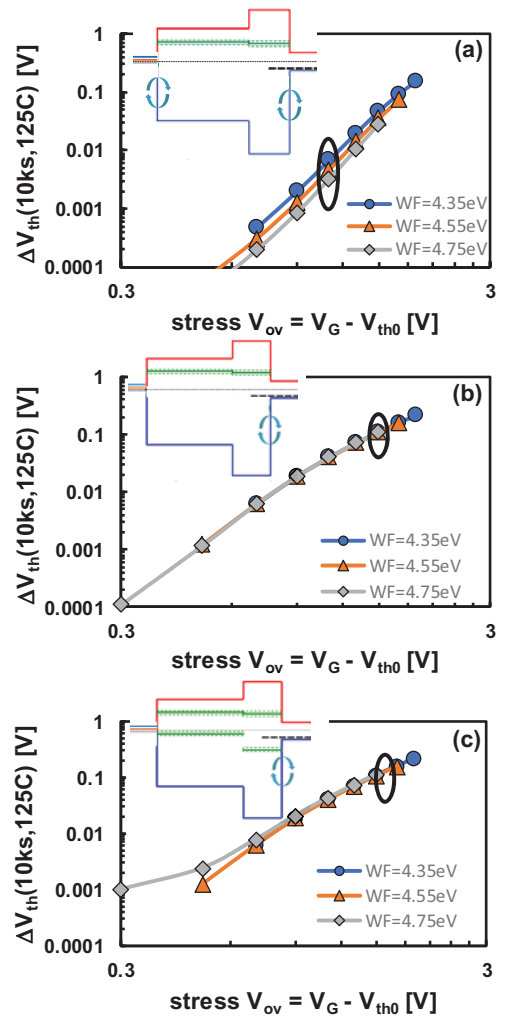 (a)
ΔVth(10ks,125C) [V]
1
0.1
0.01
0.001
0.0001
WF=4.35eV
WF=4.55eV
WF=4.75eV
0.3
3
stress Vov = VG - Vth0 [V]
(b)
ΔVth(10ks,125C) [V]
1
0.1
0.01
0.001
0.0001
WF=4.35eV
WF=4.55eV
WF=4.75eV
0.3
3
stress Vov = VG - Vth0 [V]
(c)
ΔVth(10ks,125C) [V]
1
0.1
0.01
0.001
0.0001
WF=4.35eV
WF=4.55eV
WF=4.75eV
0.3
3
stress Vov = VG - Vth0 [V]